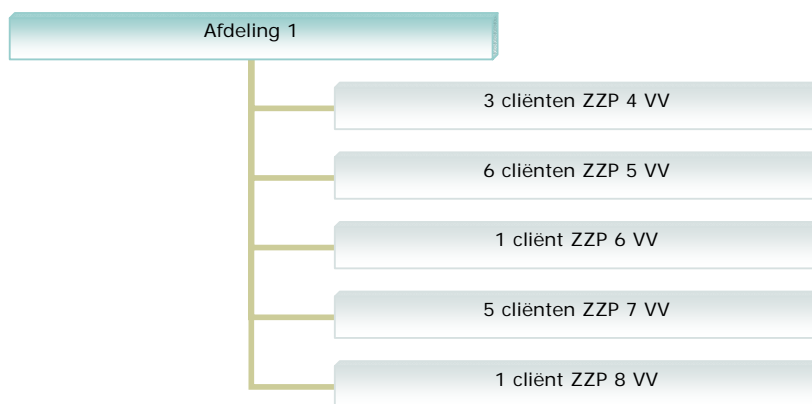 Afdeling 1
3 cliënten ZZP 4 VV
6 cliënten ZZP 5 VV
1 cliënt ZZP 6 VV
5 cliënten ZZP 7 VV
1 cliënt ZZP 8 VV